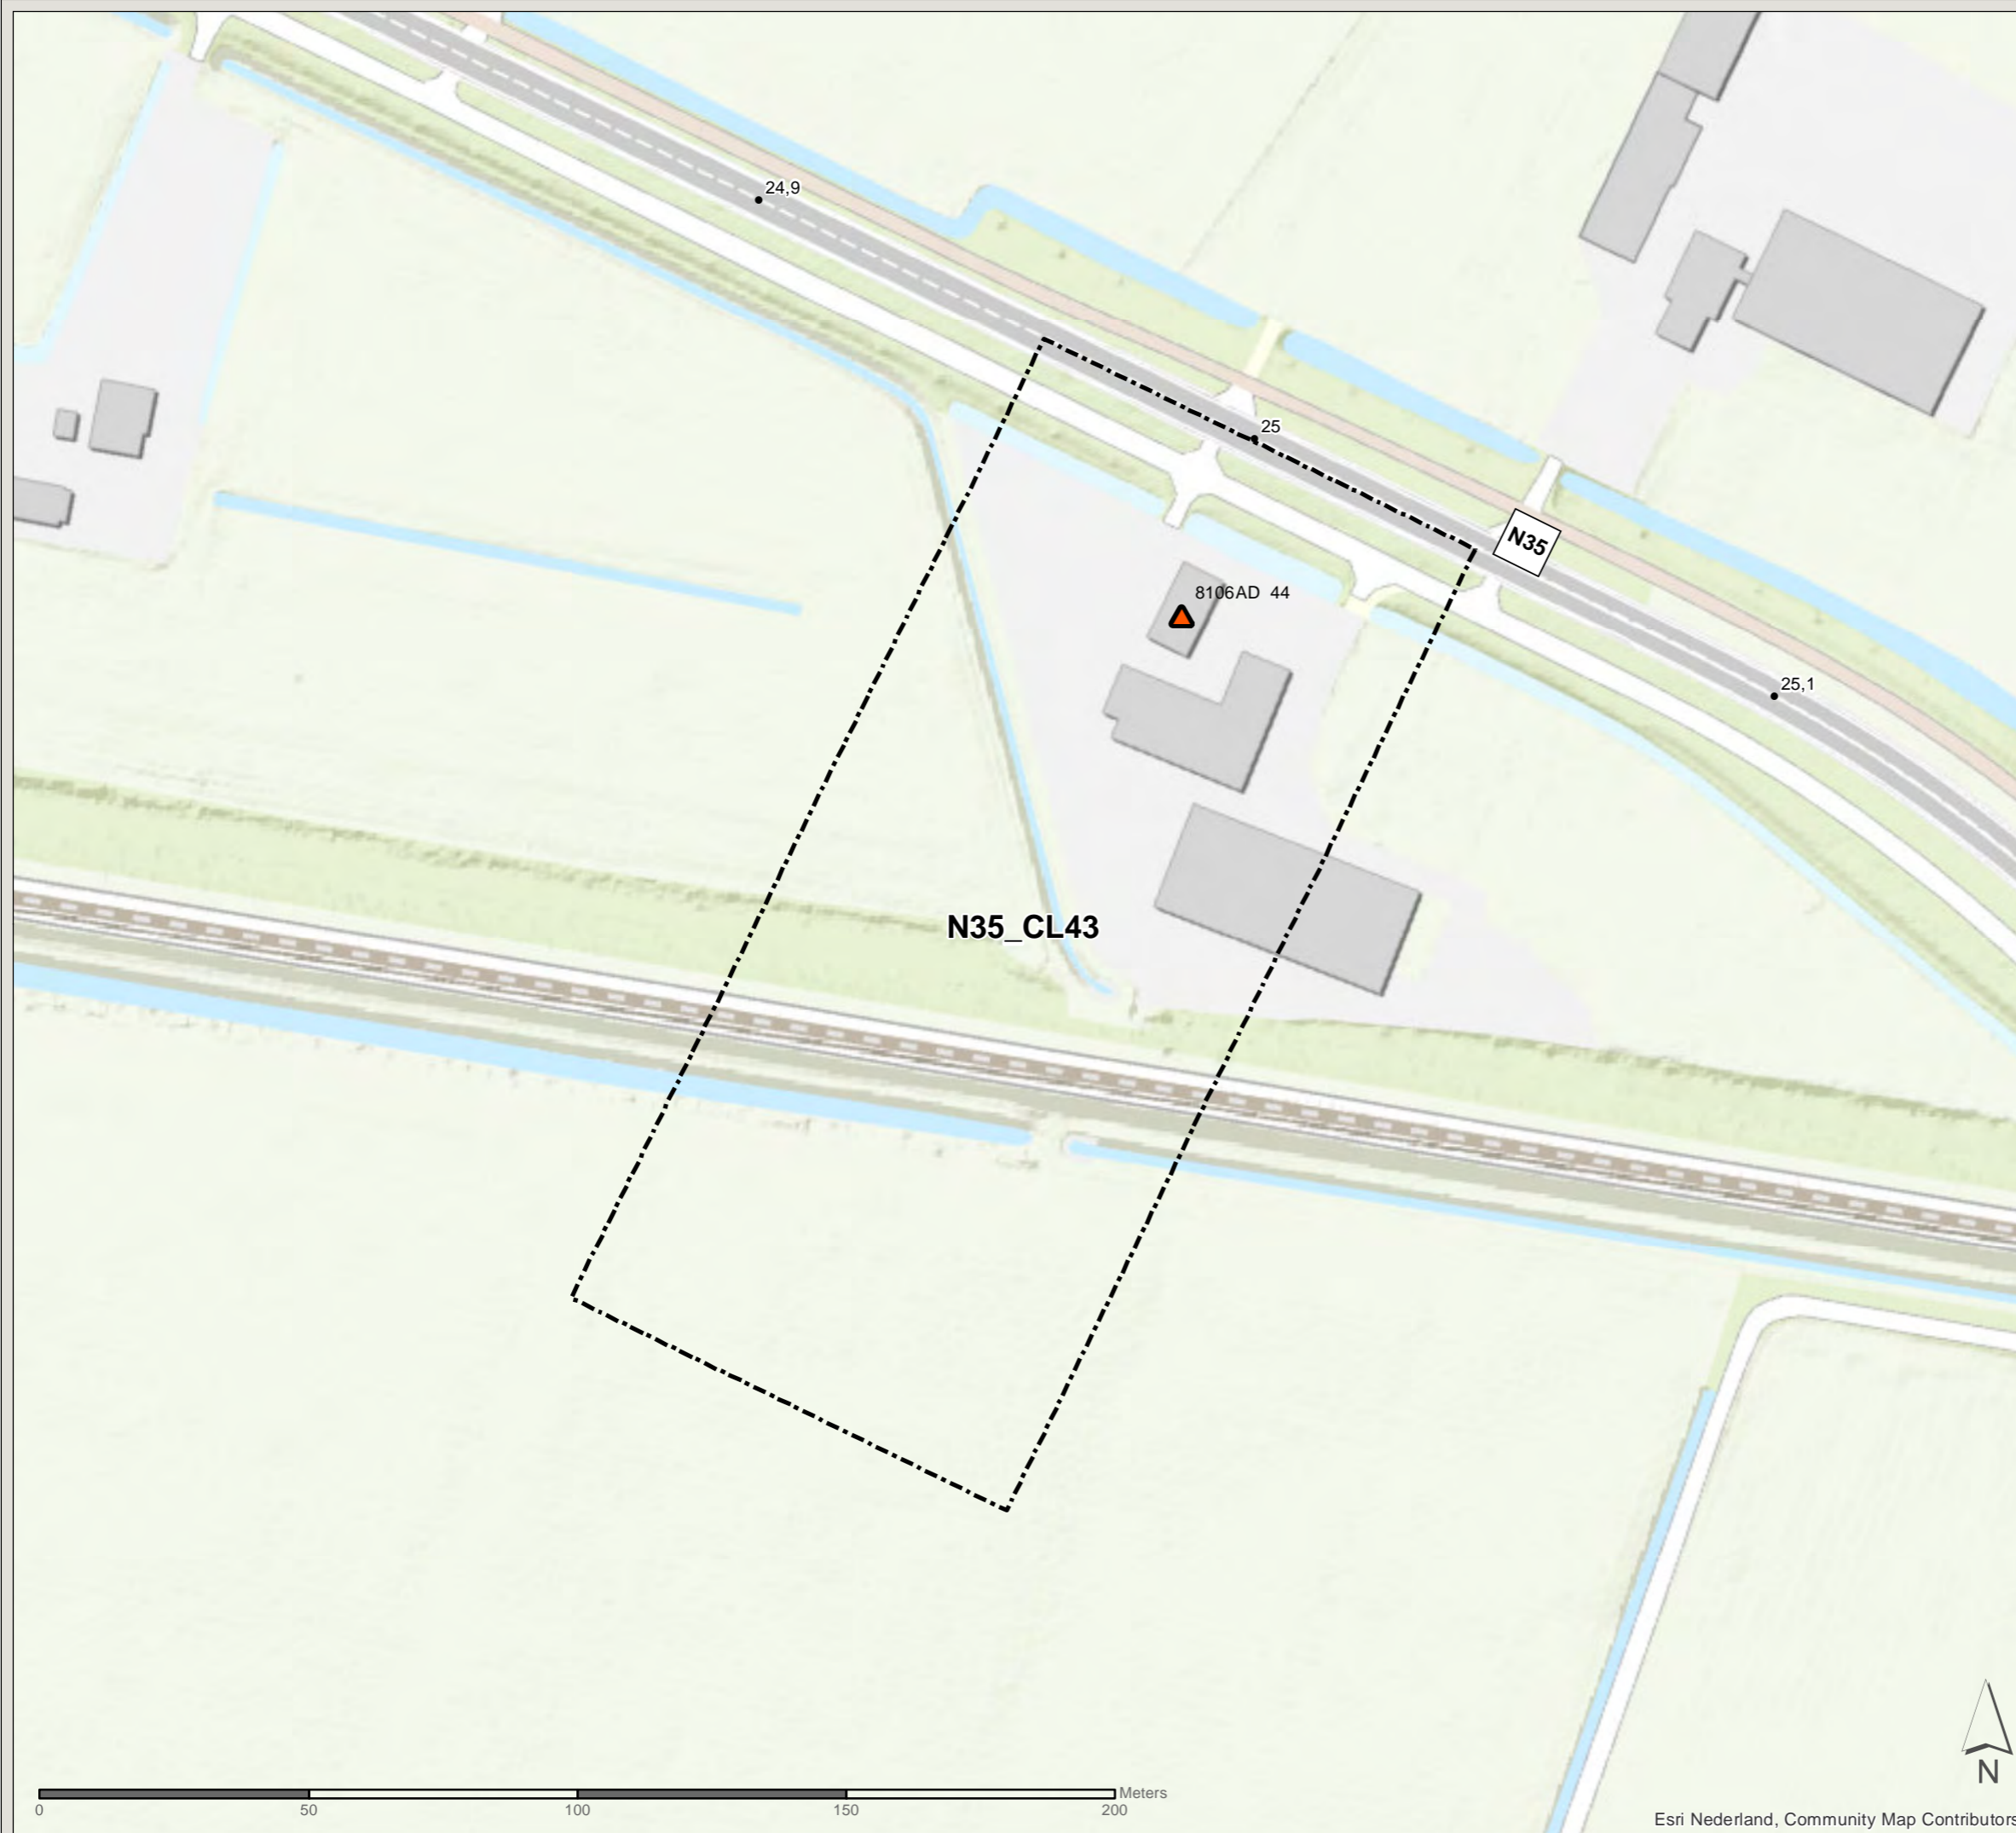 24,9
25
N35
8106AD 44
25,1
N35_CL43
N
Meters
0 50 100 150 200
Esri Nederland, Community Map Contributors